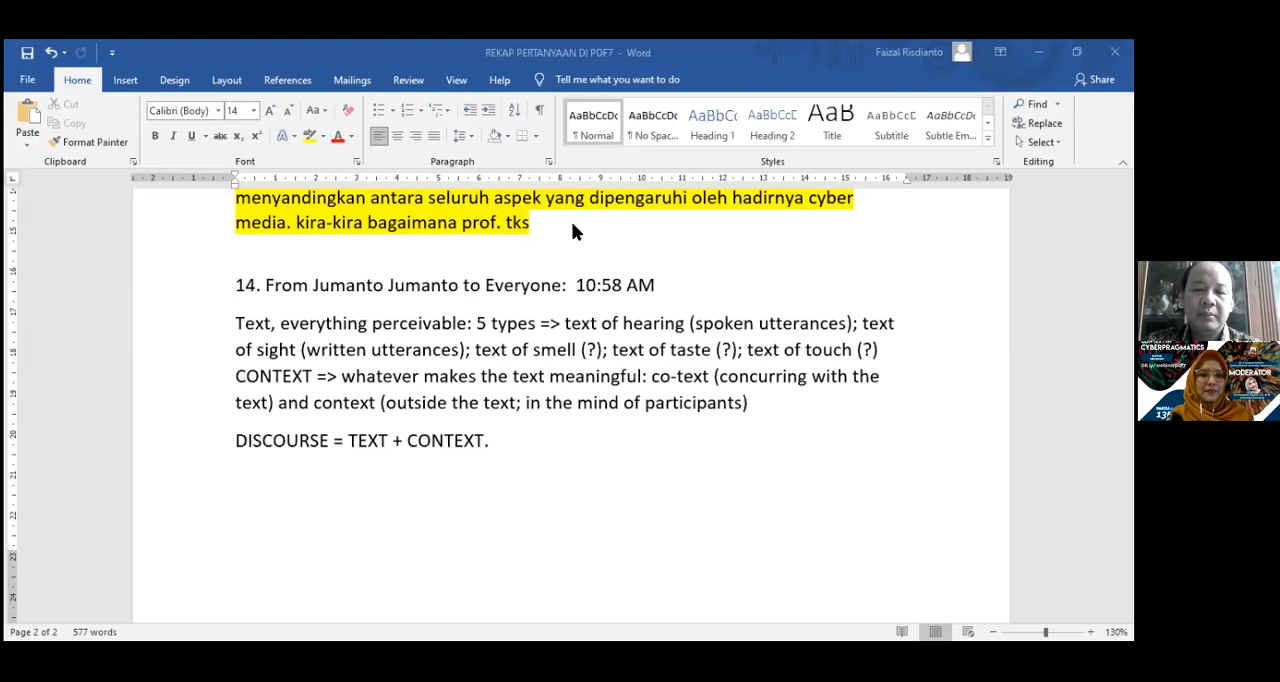 REKAP PERTANYAAN DI PDF7 - Word
Faizal Risdianto
File Home Insert Design Layout References Mailings Review View Help Tell me what you want to do Share
Cut
Copy
Format Painter
Paste
Calibri (Body) 14
AaBbCcDc AaBbCcDc AaBbCc AaBbCcD AaB AaBbCcD AaBbCcDc
¶ Normal ¶ No Spac... Heading 1 Heading 2 Title Subtitle Subtle Em...
Find
Replace
Select
Clipboard Font Paragraph Styles Editing
menyandingkan antara seluruh aspek yang dipengaruhi oleh hadirnya cyber
media. kira-kira bagaimana prof. tks
14. From Jumanto Jumanto to Everyone: 10:58 AM
Text, everything perceivable: 5 types => text of hearing (spoken utterances); text
of sight (written utterances); text of smell (?); text of taste (?); text of touch (?)
CONTEXT => whatever makes the text meaningful: co-text (concurring with the
text) and context (outside the text; in the mind of participants)
DISCOURSE = TEXT + CONTEXT.
Page 2 of 2 577 words 130%
CYBERPRAGMATICS
MODERATOR